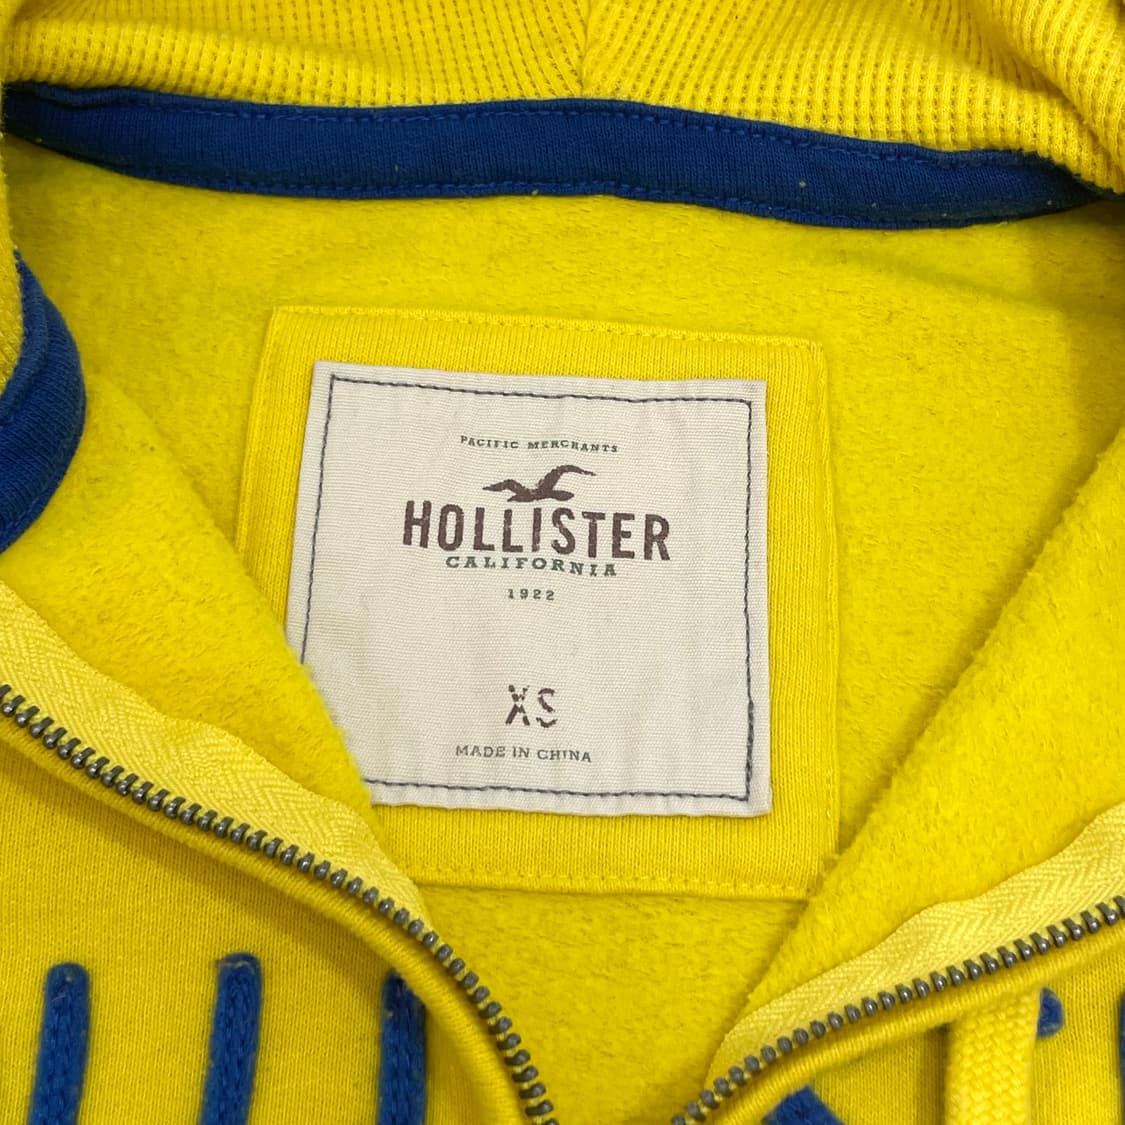 PACIFIC MERCHANTS
HOLLISTER
CALIFORNIA
1922
XS
MADE IN CHINA